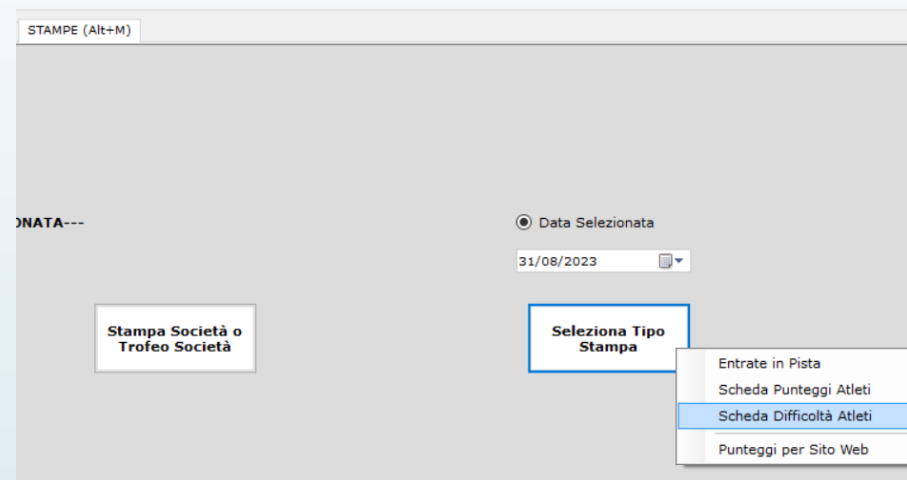 STAMPE (Alt+M)
ONATA---
Data Selezionata
31/08/2023
Stampa Società o
Trofeo Società
Seleziona Tipo
Stampa
Entrate in Pista
Scheda Punteggi Atleti
Scheda Difficoltà Atleti
Punteggi per Sito Web